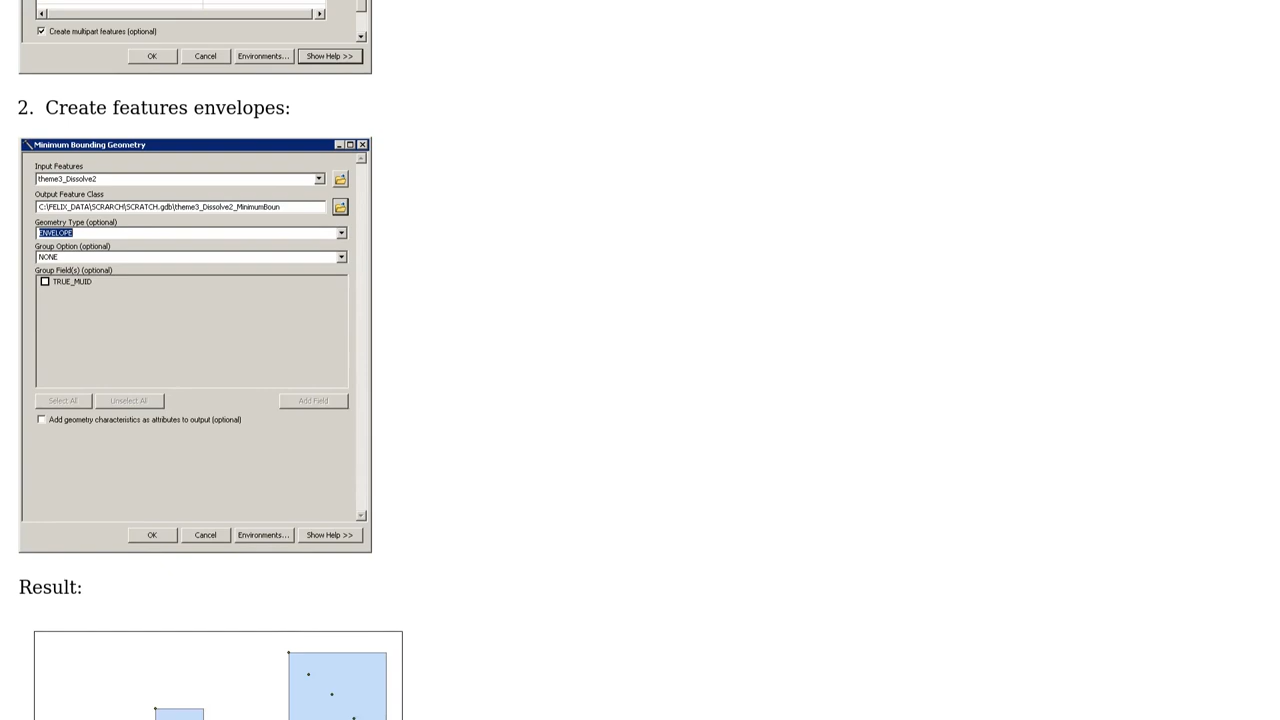 Create multipart features (optional)
OK Cancel Environments... Show Help >>
2. Create features envelopes:
Minimum Bounding Geometry
Input Features
theme3_Dissolve2
Output Feature Class
C:\FELIX_DATA\SCRARCH\SCRATCH.gdb\theme3_Dissolve2_MinimumBoun
Geometry Type (optional)
ENVELOPE
Group Option (optional)
NONE
Group Field(s) (optional)
TRUE_MUID
Select All Unselect All Add Field
Add geometry characteristics as attributes to output (optional)
OK Cancel Environments... Show Help >>
Result: